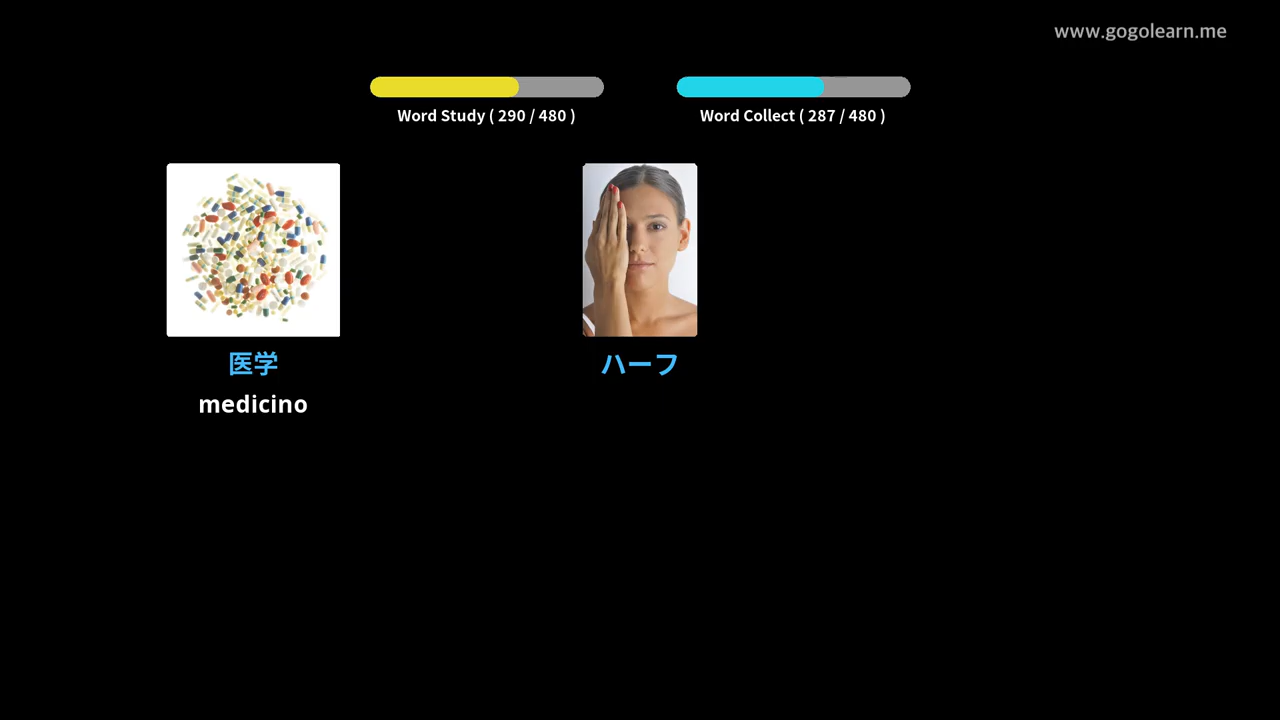 www.gogolearn.me
Word Study ( 290 / 480 )
Word Collect ( 287 / 480 )
医学
medicino
ハーフ